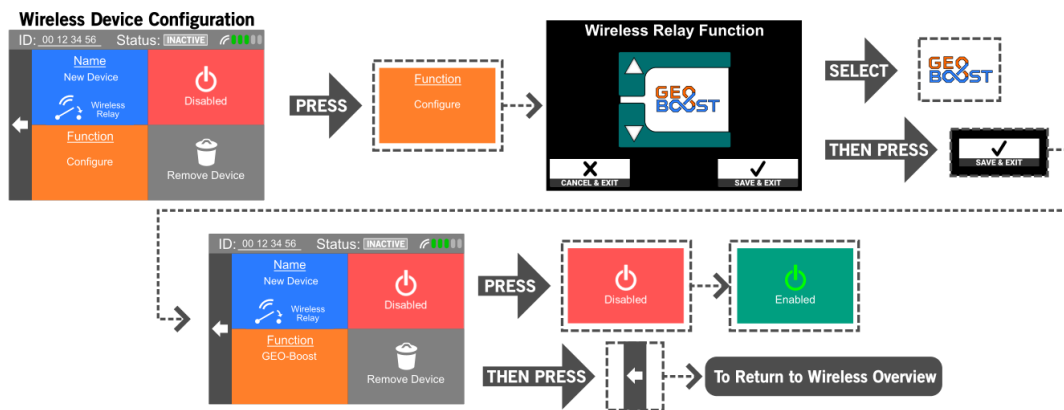 Wireless Device Configuration
ID: 00 12 34 56 Status: INACTIVE
Name
New Device
Wireless
Relay
Disabled
Function
Configure
Remove Device
PRESS
Function
Configure
Wireless Relay Function
GEO
BOOST
CANCEL & EXIT
SAVE & EXIT
SELECT
GEO
BOOST
THEN PRESS
SAVE & EXIT
ID: 00 12 34 56 Status: INACTIVE
Name
New Device
Wireless
Relay
Disabled
Function
GEO-Boost
Remove Device
PRESS
Disabled
Enabled
THEN PRESS
To Return to Wireless Overview